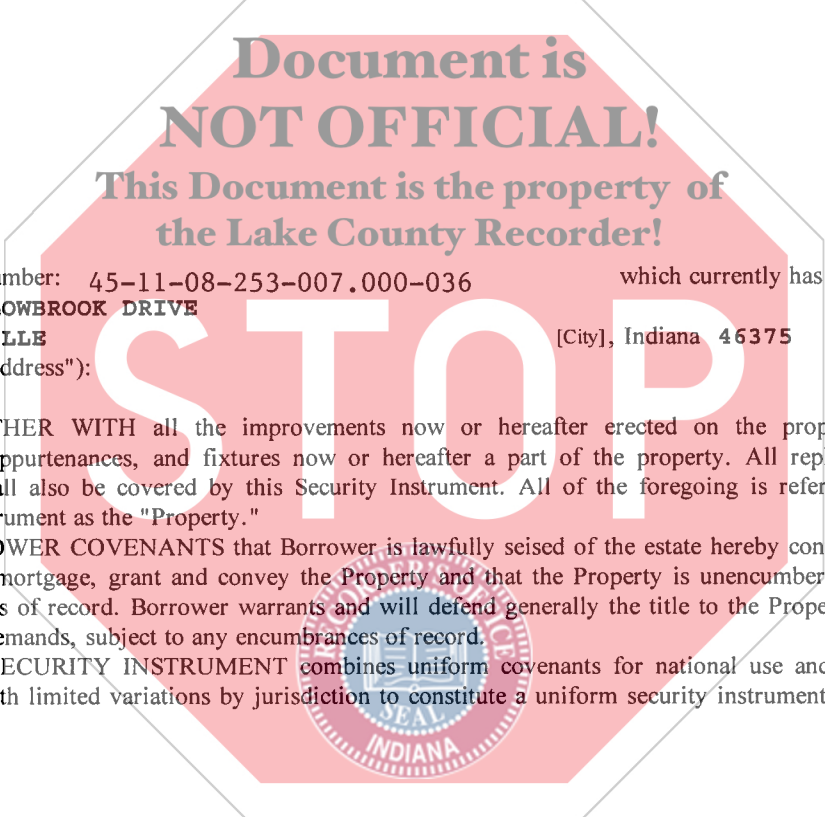 Document is
NOT OFFICIAL!
This Document is the property of
the Lake County Recorder!
mber: 45-11-08-253-007.000-036 which currently has
OWBROOK DRIVE
LLE [City], Indiana 46375
ddress"):
STOP
THER WITH all the improvements now or hereafter erected on the prop
ppurtenances, and fixtures now or hereafter a part of the property. All repl
all also be covered by this Security Instrument. All of the foregoing is refer
rument as the "Property."
OWER COVENANTS that Borrower is lawfully seised of the estate hereby con
mortgage, grant and convey the Property and that the Property is unencumber
s of record. Borrower warrants and will defend generally the title to the Prope
emands, subject to any encumbrances of record.
ECURITY INSTRUMENT combines uniform covenants for national use and
th limited variations by jurisdiction to constitute a uniform security instrument
RECORDER'S OFFICE
SEAL
INDIANA